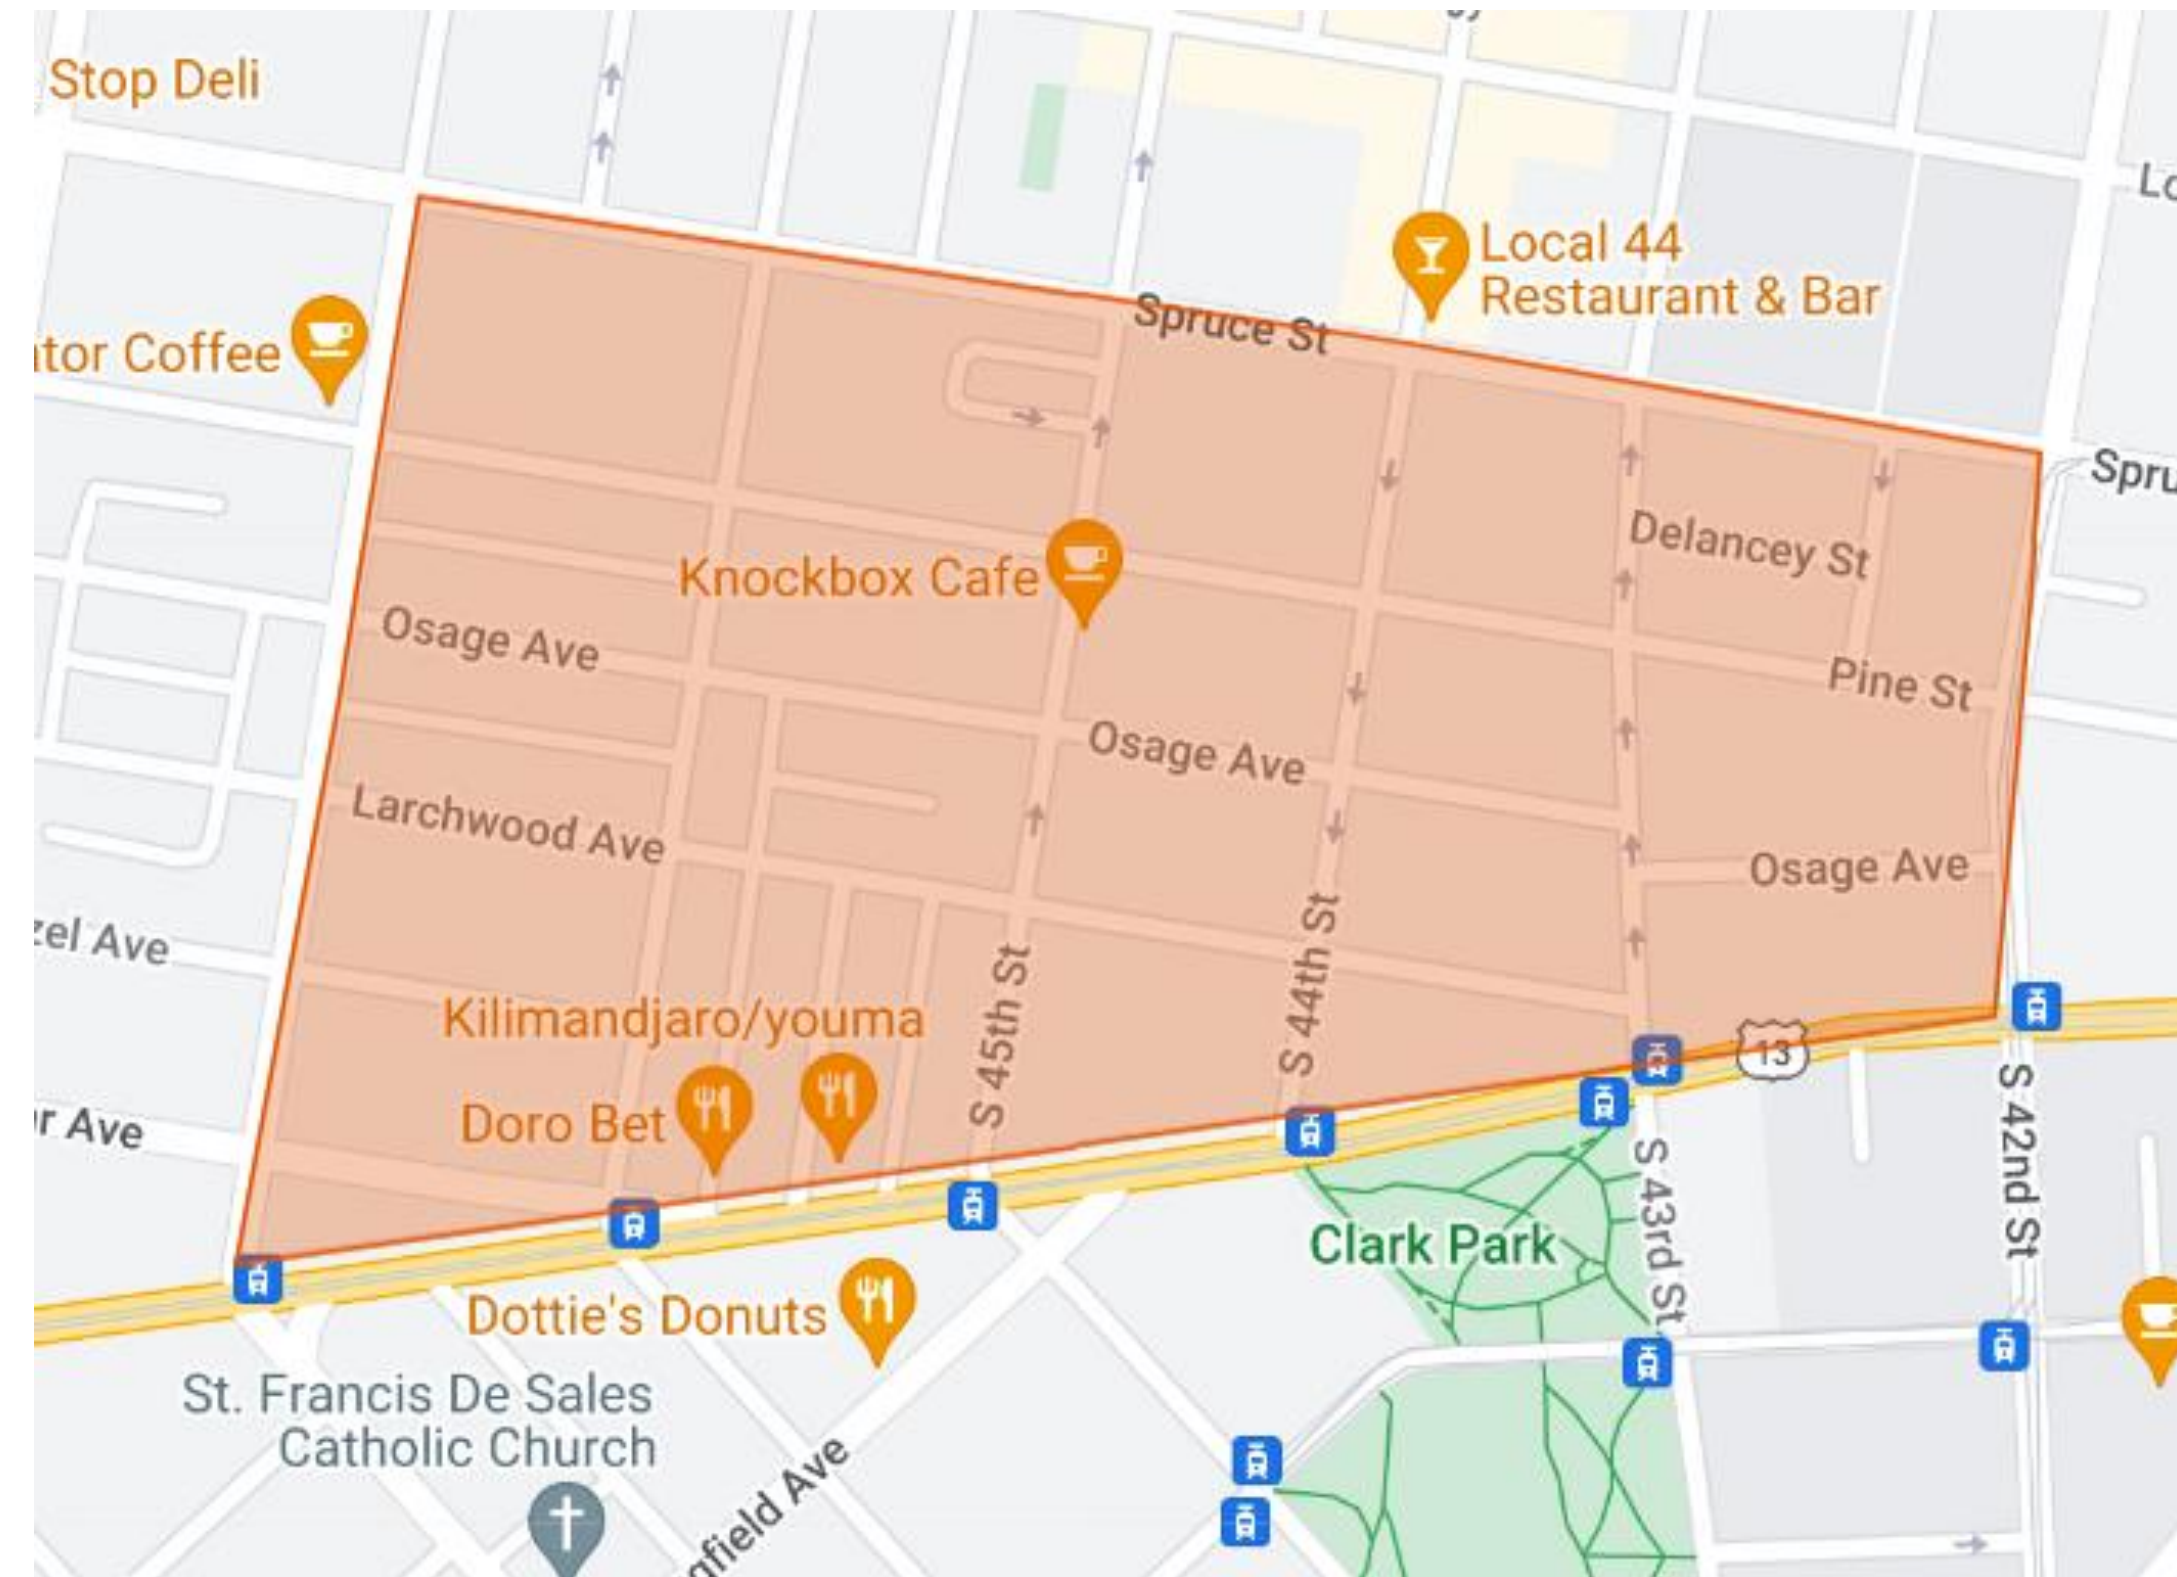 Stop Deli
Local 44
Restaurant & Bar
Spruce St
tor Coffee
Delancey St
Knockbox Cafe
Osage Ave
Pine St
Osage Ave
Larchwood Ave
Osage Ave
zel Ave
S 45th St
S 44th St
Kilimandjaro/youma
13
Doro Bet
r Ave
S 43rd St
S 42nd St
Clark Park
Dottie's Donuts
St. Francis De Sales
Catholic Church
gfield Ave